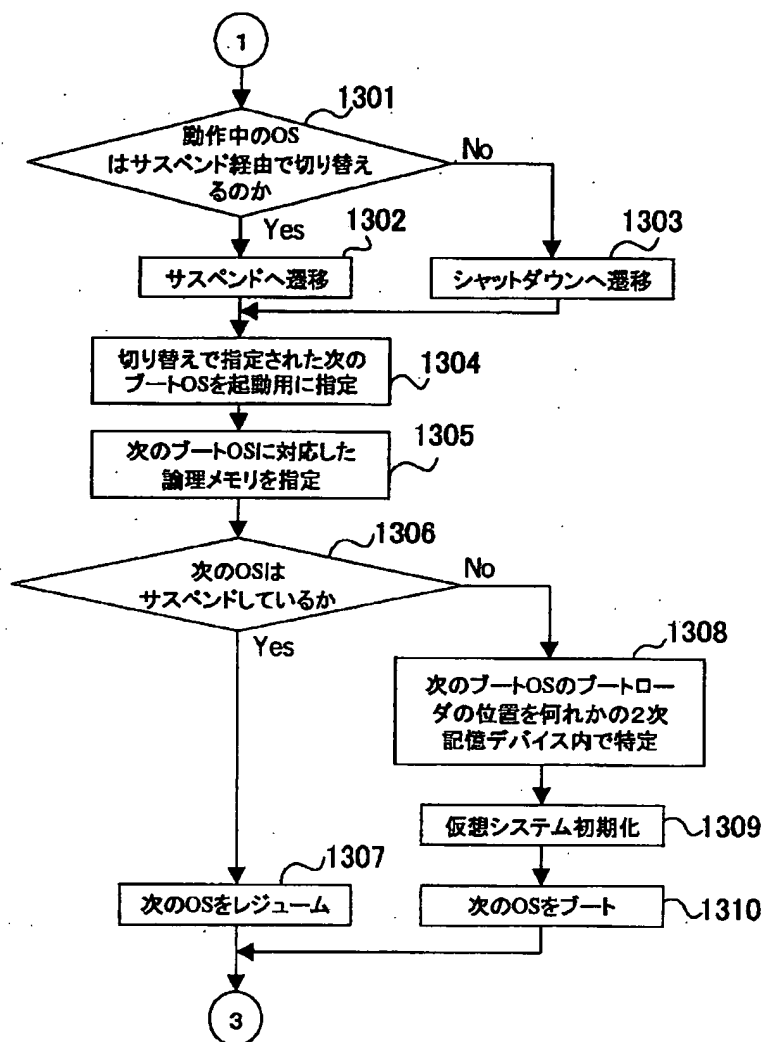 1
1301
動作中のOS
はサスペンド経由で切り替え
るのか
No
Yes
1302
サスペンドへ遷移
1303
シャットダウンへ遷移
切り替えで指定された次の
ブートOSを起動用に指定
1304
次のブートOSに対応した
論理メモリを指定
1305
1306
次のOSは
サスペンドしているか
No
Yes
1308
次のブートOSのブートロー
ダの位置を何れかの2次
記憶デバイス内で特定
仮想システム初期化
1309
1307
次のOSをレジューム
次のOSをブート
1310
3